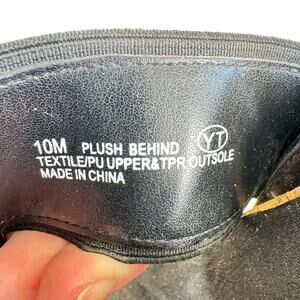 10M PLUSH BEHIND YT
TEXTILE/PU UPPER&TPR OUTSOLE
MADE IN CHINA